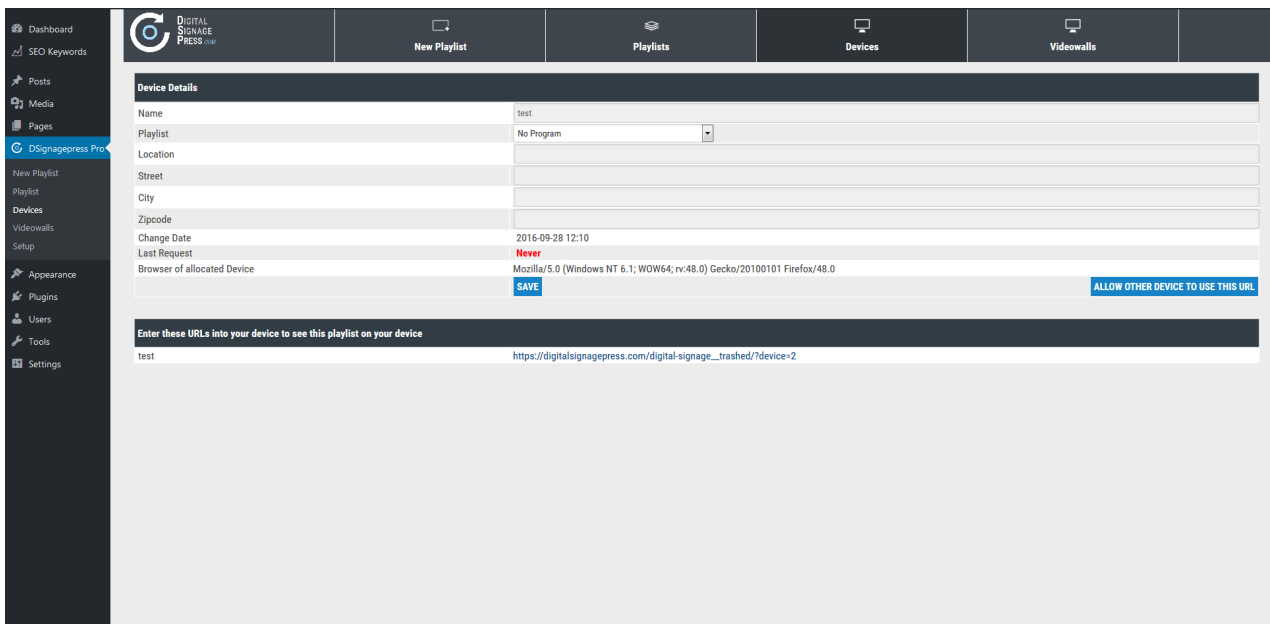 Dashboard
SEO Keywords
Posts
Media
Pages
DSignagepress Pro
New Playlist
Playlist
Devices
Videowalls
Setup
Appearance
Plugins
Users
Tools
Settings
DIGITAL
SIGNAGE
PRESS.COM
New Playlist
Playlists
Devices
Videowalls
Device Details
Name test
Playlist No Program
Location
Street
City
Zipcode
Change Date 2016-09-28 12:10
Last Request Never
Browser of allocated Device Mozilla/5.0 (Windows NT 6.1; WOW64; rv:48.0) Gecko/20100101 Firefox/48.0
SAVE ALLOW OTHER DEVICE TO USE THIS URL
Enter these URLs into your device to see this playlist on your device
test https://digitalsignagepress.com/digital-signage__trashed/?device=2